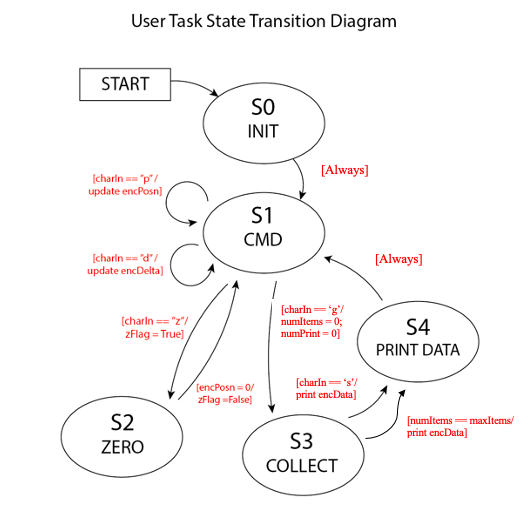 User Task State Transition Diagram
START
S0
INIT
[Always]
[charIn == "p"/
update encPosn]
S1
CMD
[charIn == "d"/
update encDelta]
[Always]
[charIn == "z"/
zFlag = True]
[charIn == ‘g’/
numItems = 0;
numPrint = 0]
S4
PRINT DATA
[encPosn = 0/
zFlag =False]
[charIn == ‘s’/
print encData]
S2
ZERO
S3
COLLECT
[numItems == maxItems/
print encData]